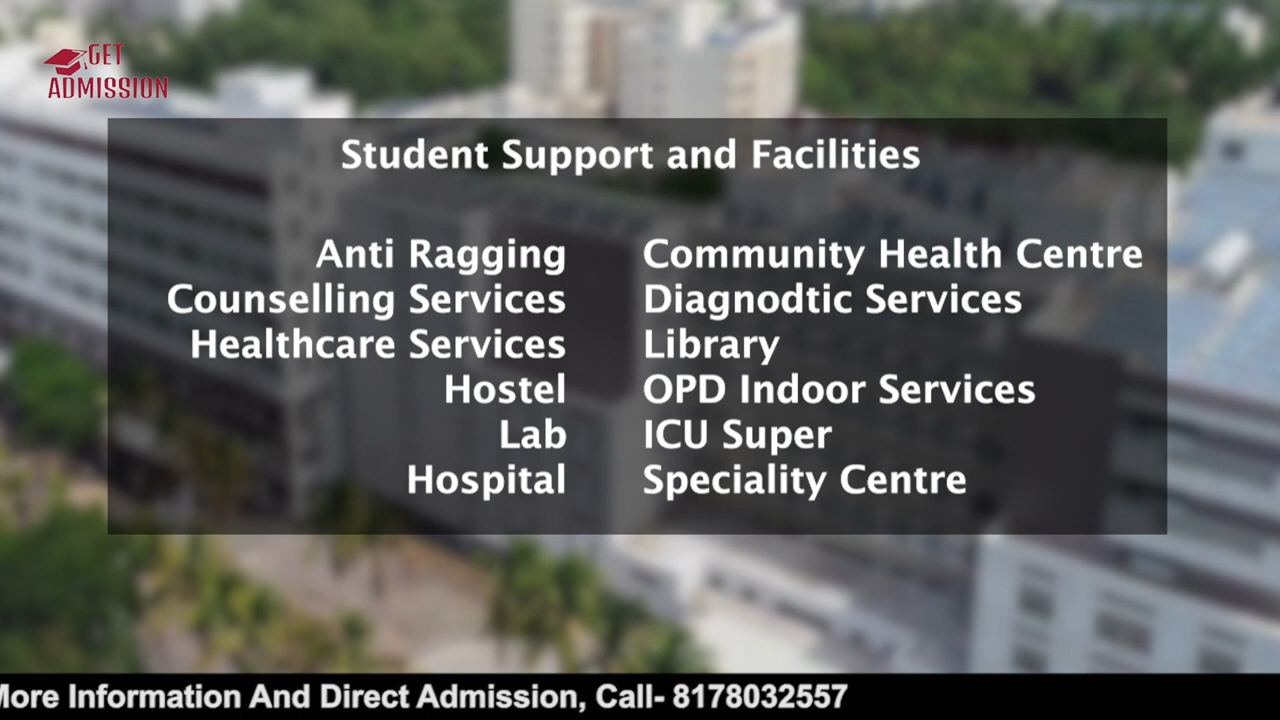 GET
ADMISSION
Student Support and Facilities
Anti Ragging
Counselling Services
Healthcare Services
Hostel
Lab
Hospital
Community Health Centre
Diagnodtic Services
Library
OPD Indoor Services
ICU Super
Speciality Centre
More Information And Direct Admission, Call- 8178032557